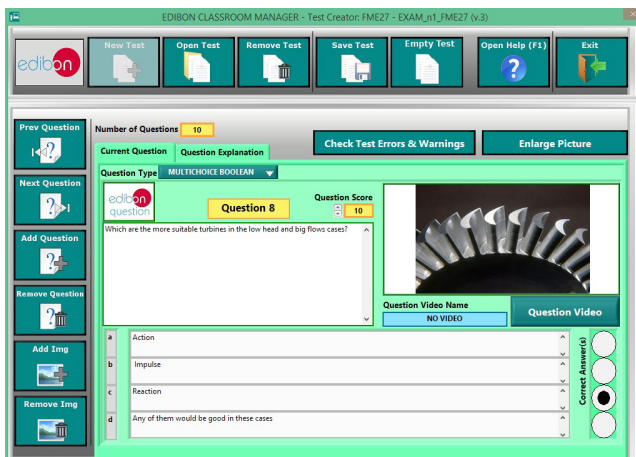 EDIBON CLASSROOM MANAGER - Test Creator: FME27 - EXAM_n1_FME27 (v.3)
edibon
New Test
Open Test
Remove Test
Save Test
Empty Test
Open Help (F1)
Exit
Prev Question
Number of Questions 10
Current Question
Question Explanation
Check Test Errors & Warnings
Enlarge Picture
Question Type MULTICHOICE BOOLEAN
Next Question
edibon
question
Question 8
Question Score
10
Which are the more suitable turbines in the low head and big flows cases?
Add Question
Remove Question
Question Video Name
NO VIDEO
Question Video
Add Img
Remove Img
a Action
b Impulse
c Reaction
d Any of them would be good in these cases
Correct Answer(s)